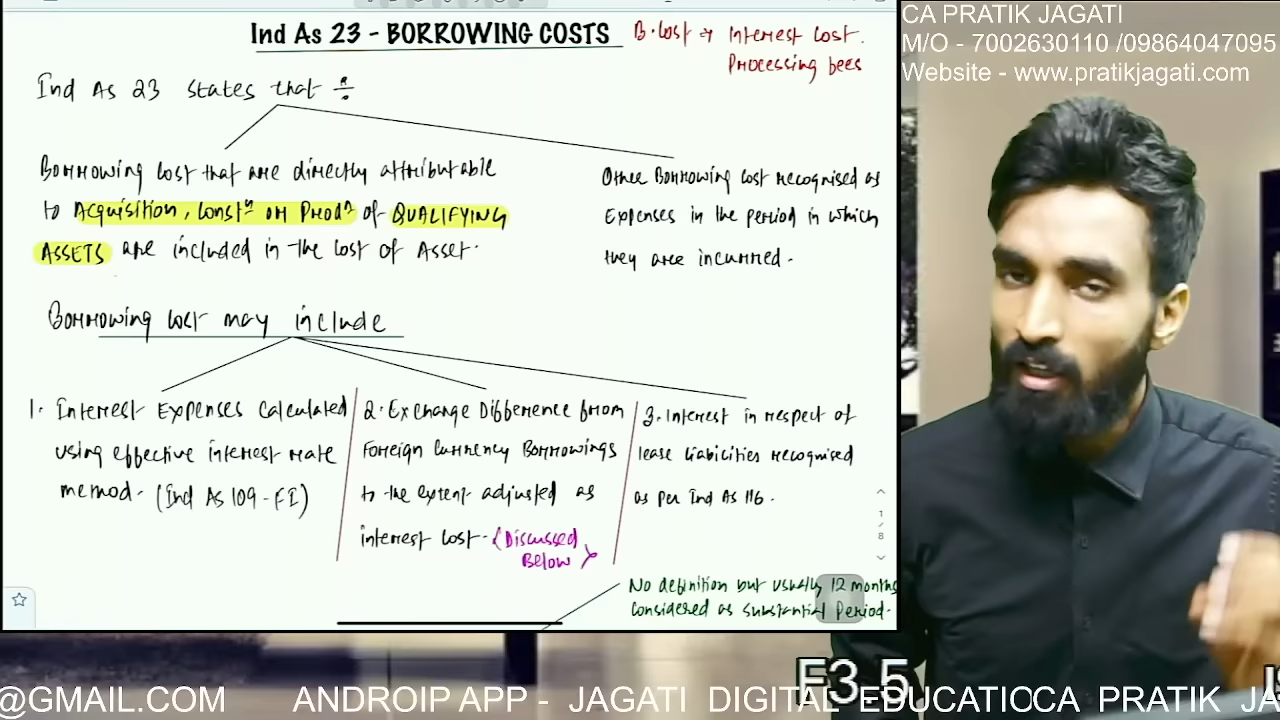 Ind As 23 - BORROWING COSTS
B. Cost → Interest Cost.
Processing bees
Ind As 23 states that ÷
Borrowing Cost that are directly attributable
to Acquisition, Constⁿ or Prodⁿ of QUALIFYING
ASSETS are included in the Cost of Asset.
Other Borrowing Cost recognised as
Expenses in the period in which
they are incurred.
Borrowing Cost may include
1. Interest Expenses Calculated
using effective interest rate
method. (Ind As 109 - FI)
2. Exchange Difference from
Foreign Currency Borrowings
to the extent adjusted as
interest cost. (Discussed
Below)
3. Interest in respect of
lease liabilities recognised
as per Ind As 116.
1/8
No definition but usually 12 months
Considered as Substantial Period.
CA PRATIK JAGATI
M/O - 7002630110 /09864047095
Website - www.pratikjagati.com
F3.5
@GMAIL.COM ANDROIP APP - JAGATI DIGITAL EDUCATIOCA PRATIK JA